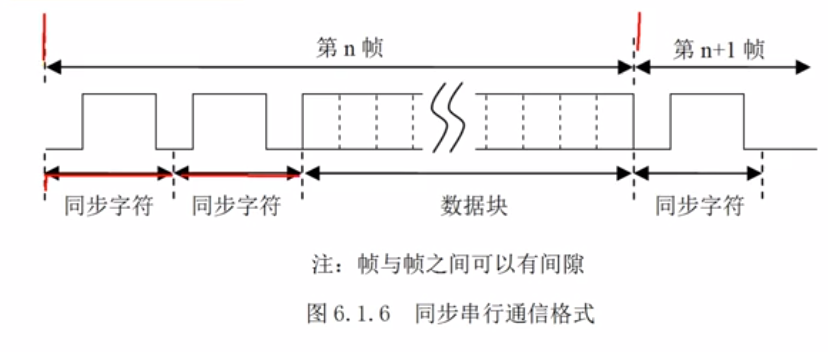 第 n 帧
第 n+1 帧
同步字符
同步字符
数据块
同步字符
注：帧与帧之间可以有间隙
图 6.1.6 同步串行通信格式